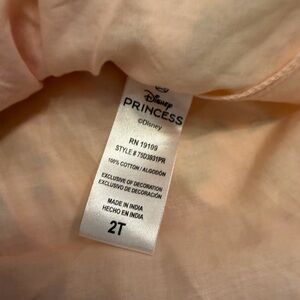 Disney
PRINCESS
©Disney
RN 19109
STYLE # 75D3931PR
100% COTTON / ALGODÓN
EXCLUSIVE OF DECORATION
EXCLUSIVO DE DECORACIÓN
MADE IN INDIA
HECHO EN INDIA
2T